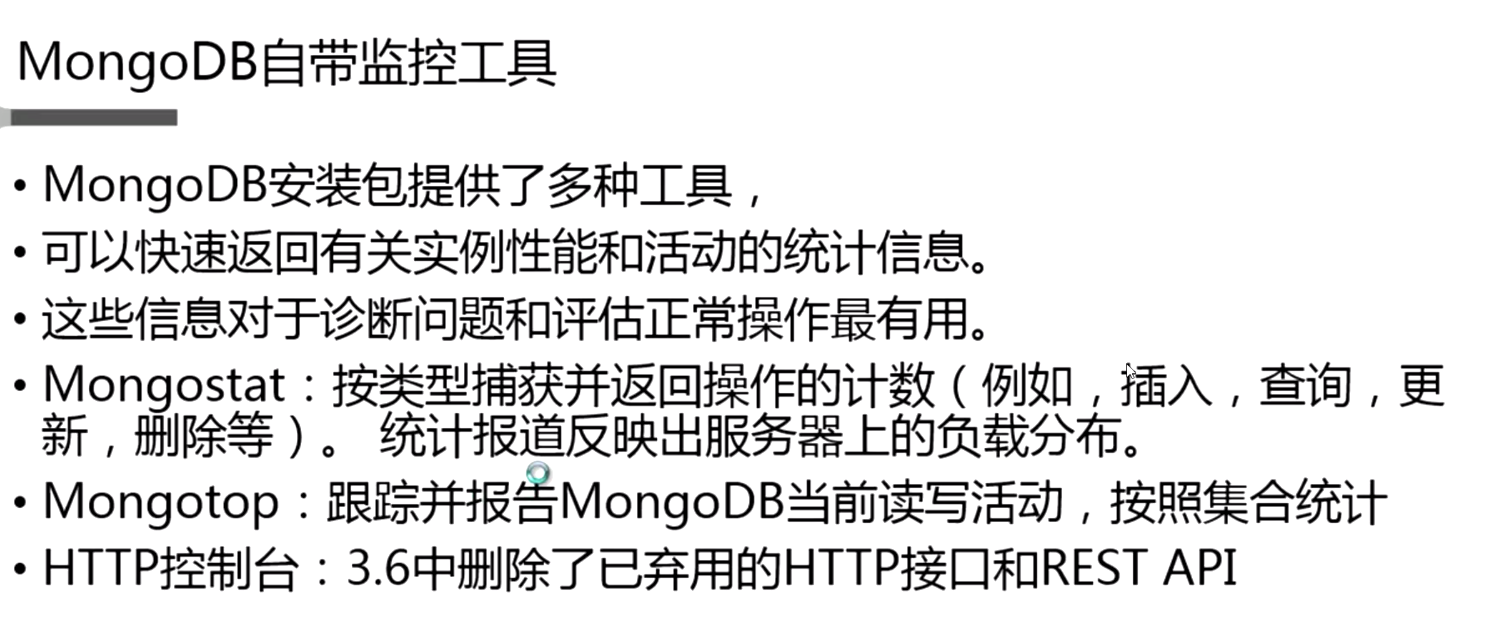 MongoDB自带监控工具
• MongoDB安装包提供了多种工具，
• 可以快速返回有关实例性能和活动的统计信息。
• 这些信息对于诊断问题和评估正常操作最有用。
• Mongostat：按类型捕获并返回操作的计数（例如，插入，查询，更
新，删除等）。 统计报道反映出服务器上的负载分布。
• Mongotop：跟踪并报告MongoDB当前读写活动，按照集合统计
• HTTP控制台：3.6中删除了已弃用的HTTP接口和REST API